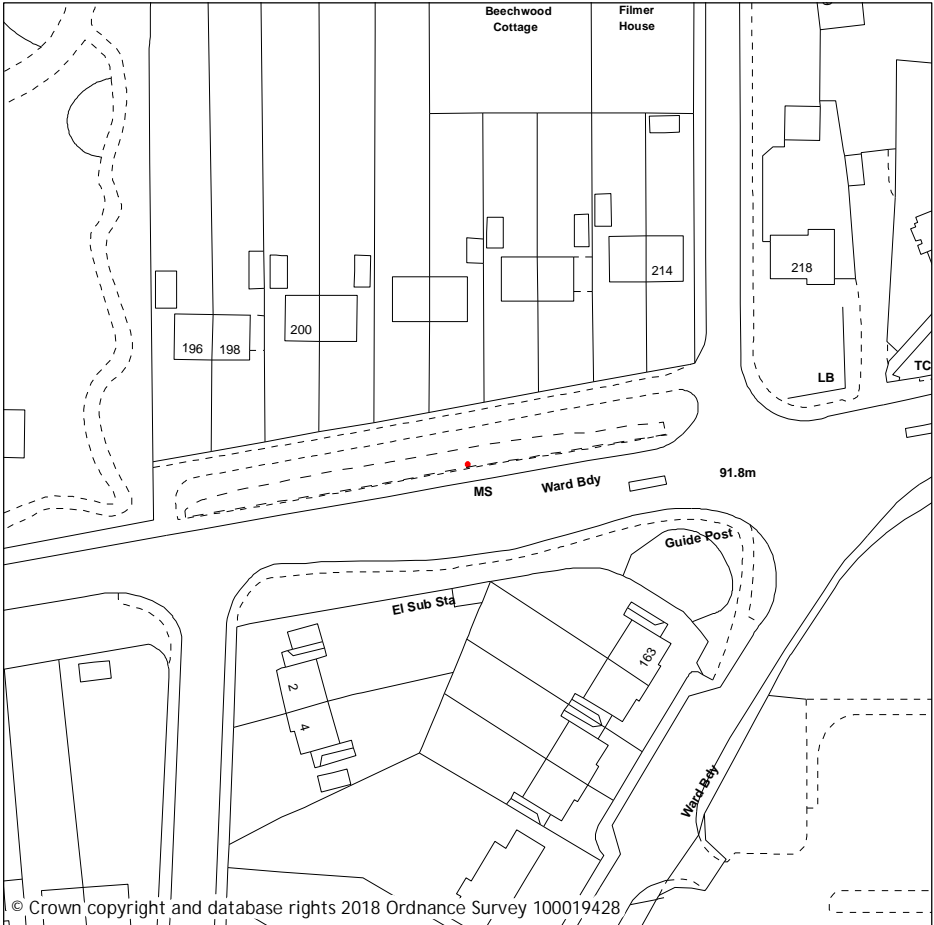 Beechwood
Cottage
Filmer
House
214
218
200
196
198
LB
TC
91.8m
MS
Ward Bdy
Guide Post
El Sub Sta
163
2
4
Ward Bdy
© Crown copyright and database rights 2018 Ordnance Survey 100019428